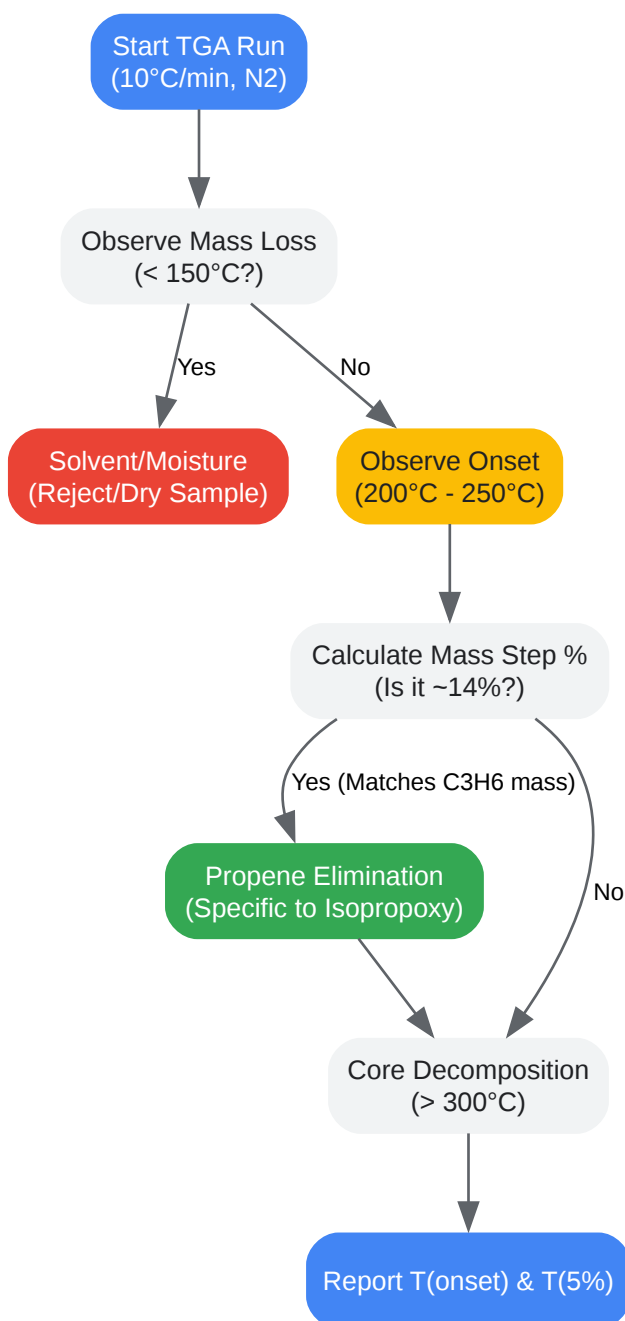 Start TGA Run
(10°C/min, N2)
Observe Mass Loss
(< 150°C?)
Yes
No
Solvent/Moisture
(Reject/Dry Sample)
Observe Onset
(200°C - 250°C)
Calculate Mass Step %
(Is it ~14%?)
Yes (Matches C3H6 mass)
Propene Elimination
(Specific to Isopropoxy)
No
Core Decomposition
(> 300°C)
Report T(onset) & T(5%)